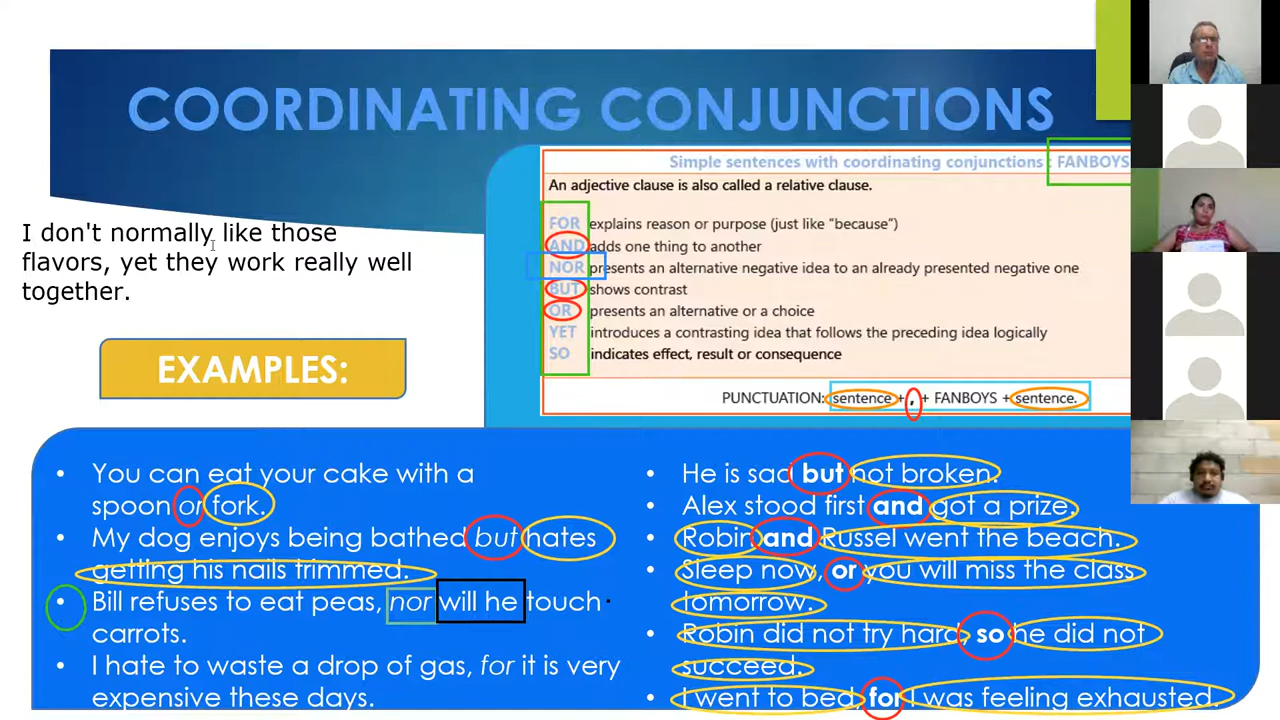 COORDINATING CONJUNCTIONS
Simple sentences with coordinating conjunctions : FANBOYS
An adjective clause is also called a relative clause.
FOR explains reason or purpose (just like “because”)
AND adds one thing to another
NOR presents an alternative negative idea to an already presented negative one
BUT shows contrast
OR presents an alternative or a choice
YET introduces a contrasting idea that follows the preceding idea logically
SO indicates effect, result or consequence
PUNCTUATION: sentence + , + FANBOYS + sentence.
I don't normally like those
flavors, yet they work really well
together.
EXAMPLES:
• You can eat your cake with a
spoon or fork.
• My dog enjoys being bathed but hates
getting his nails trimmed.
• Bill refuses to eat peas, nor will he touch
carrots.
• I hate to waste a drop of gas, for it is very
expensive these days.
• He is sad but not broken.
• Alex stood first and got a prize.
• Robin and Russel went the beach.
• Sleep now, or you will miss the class
tomorrow.
• Robin did not try hard, so he did not
succeed.
• I went to bed, for I was feeling exhausted.